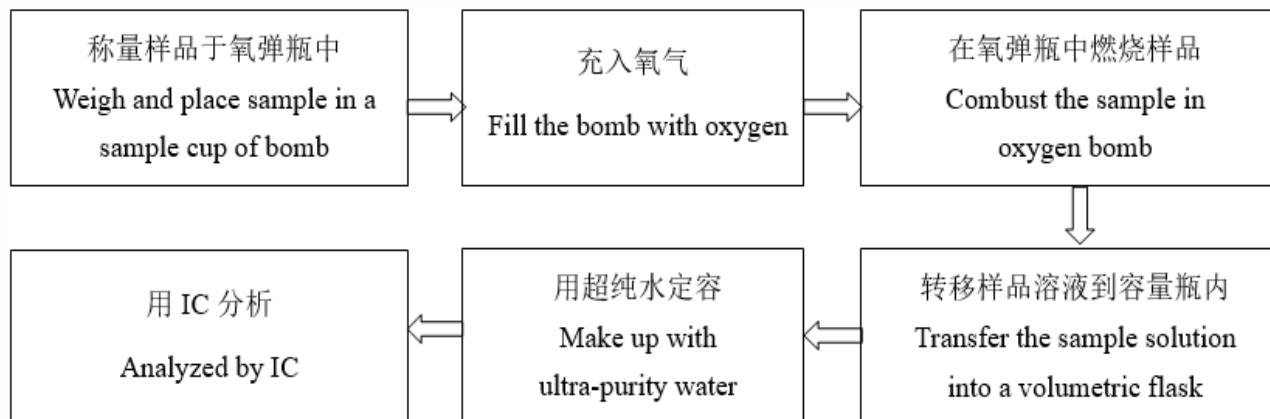 称量样品于氧弹瓶中
Weigh and place sample in a
sample cup of bomb
充入氧气
Fill the bomb with oxygen
在氧弹瓶中燃烧样品
Combust the sample in
oxygen bomb
转移样品溶液到容量瓶内
Transfer the sample solution
into a volumetric flask
用超纯水定容
Make up with
ultra-purity water
用 IC 分析
Analyzed by IC